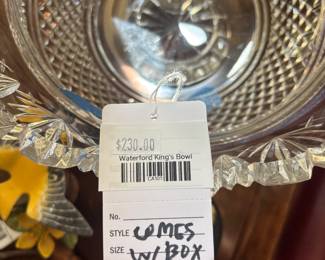 $230.00
Waterford King's Bowl
No.
STYLE COMES
SIZE W/BOX